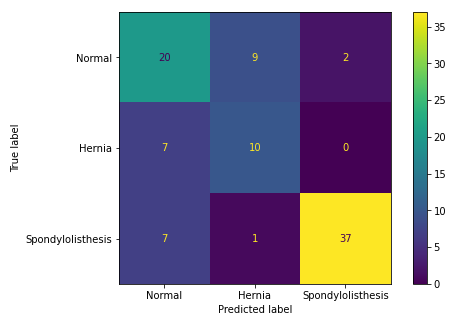 Normal 20 9 2
Hernia 7 10 0
Spondylolisthesis 7 1 37
Normal Hernia Spondylolisthesis
Predicted label
True label
35
30
25
20
15
10
5
0